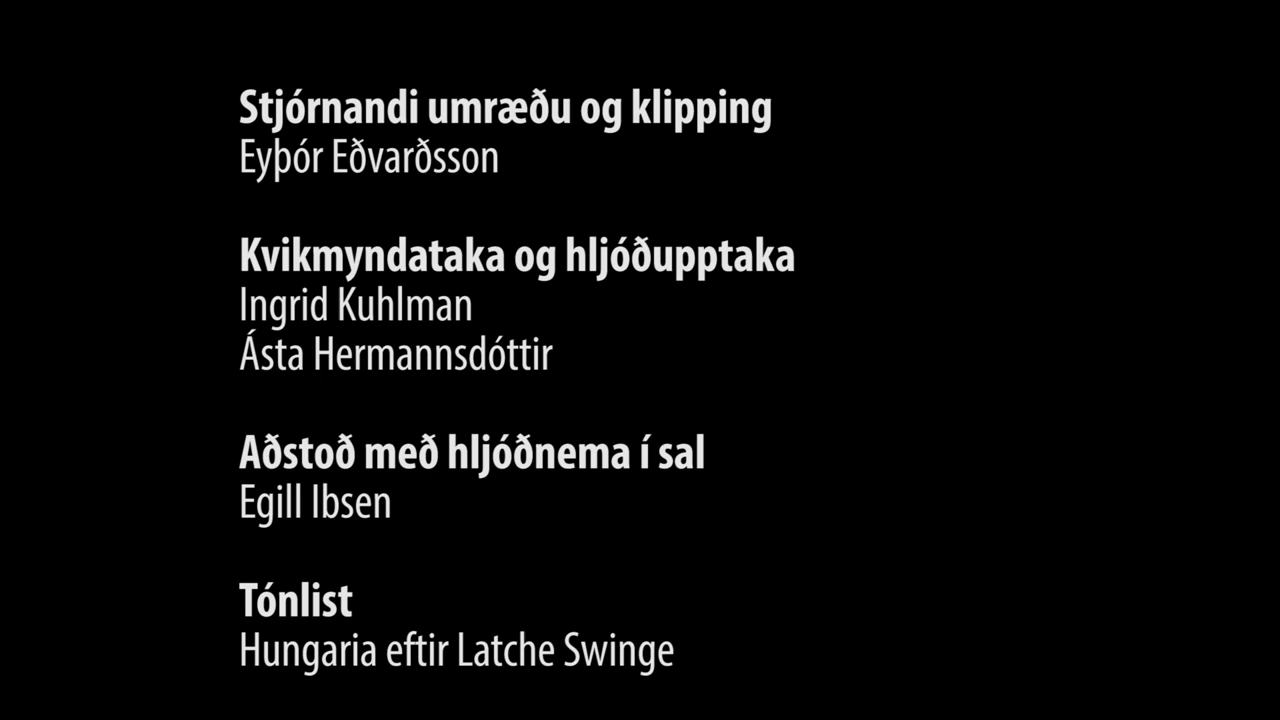 Stjórnandi umræðu og klipping
Eyþór Eðvarðsson
Kvikmyndataka og hljóðupptaka
Ingrid Kuhlman
Ásta Hermannsdóttir
Aðstoð með hljóðnema í sal
Egill Ibsen
Tónlist
Hungaria eftir Latche Swinge